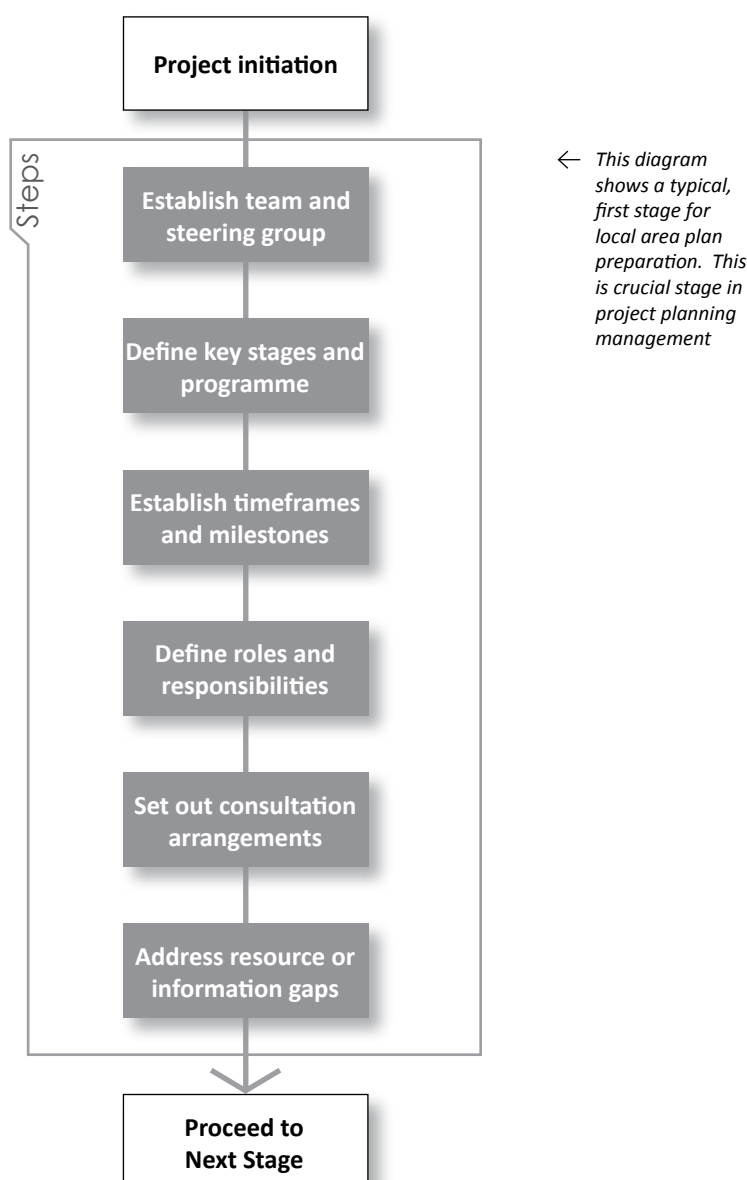 Project initiation
Steps
Establish team and
steering group
Define key stages and
programme
Establish timeframes
and milestones
Define roles and
responsibilities
Set out consultation
arrangements
Address resource or
information gaps
Proceed to
Next Stage
← This diagram
shows a typical,
first stage for
local area plan
preparation.  This
is crucial stage in
project planning
management